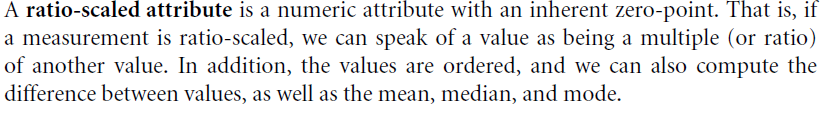 A ratio-scaled attribute is a numeric attribute with an inherent zero-point. That is, if
a measurement is ratio-scaled, we can speak of a value as being a multiple (or ratio)
of another value. In addition, the values are ordered, and we can also compute the
difference between values, as well as the mean, median, and mode.